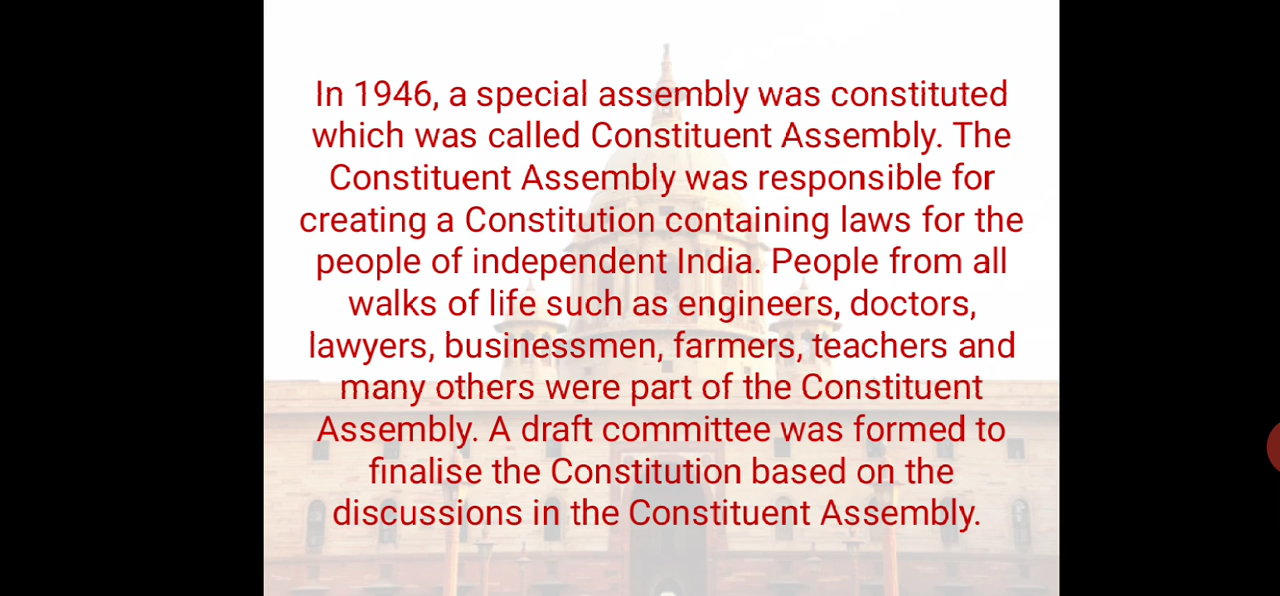 In 1946, a special assembly was constituted
which was called Constituent Assembly. The
Constituent Assembly was responsible for
creating a Constitution containing laws for the
people of independent India. People from all
walks of life such as engineers, doctors,
lawyers, businessmen, farmers, teachers and
many others were part of the Constituent
Assembly. A draft committee was formed to
finalise the Constitution based on the
discussions in the Constituent Assembly.